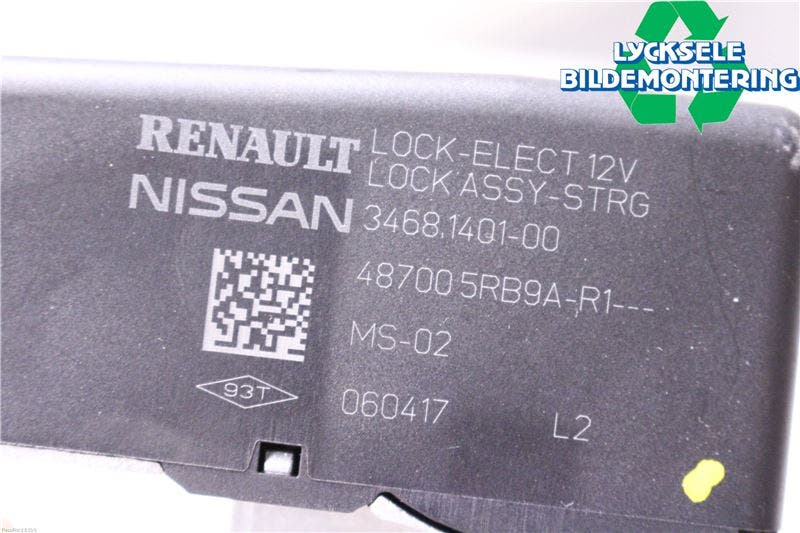 LYCKSELE
BILDEMONTERING
RENAULT LOCK-ELECT 12V
NISSAN LOCK ASSY-STRG
3468.1401-00
48700 5RB9A-R1---
MS-02
93T
060417 L2